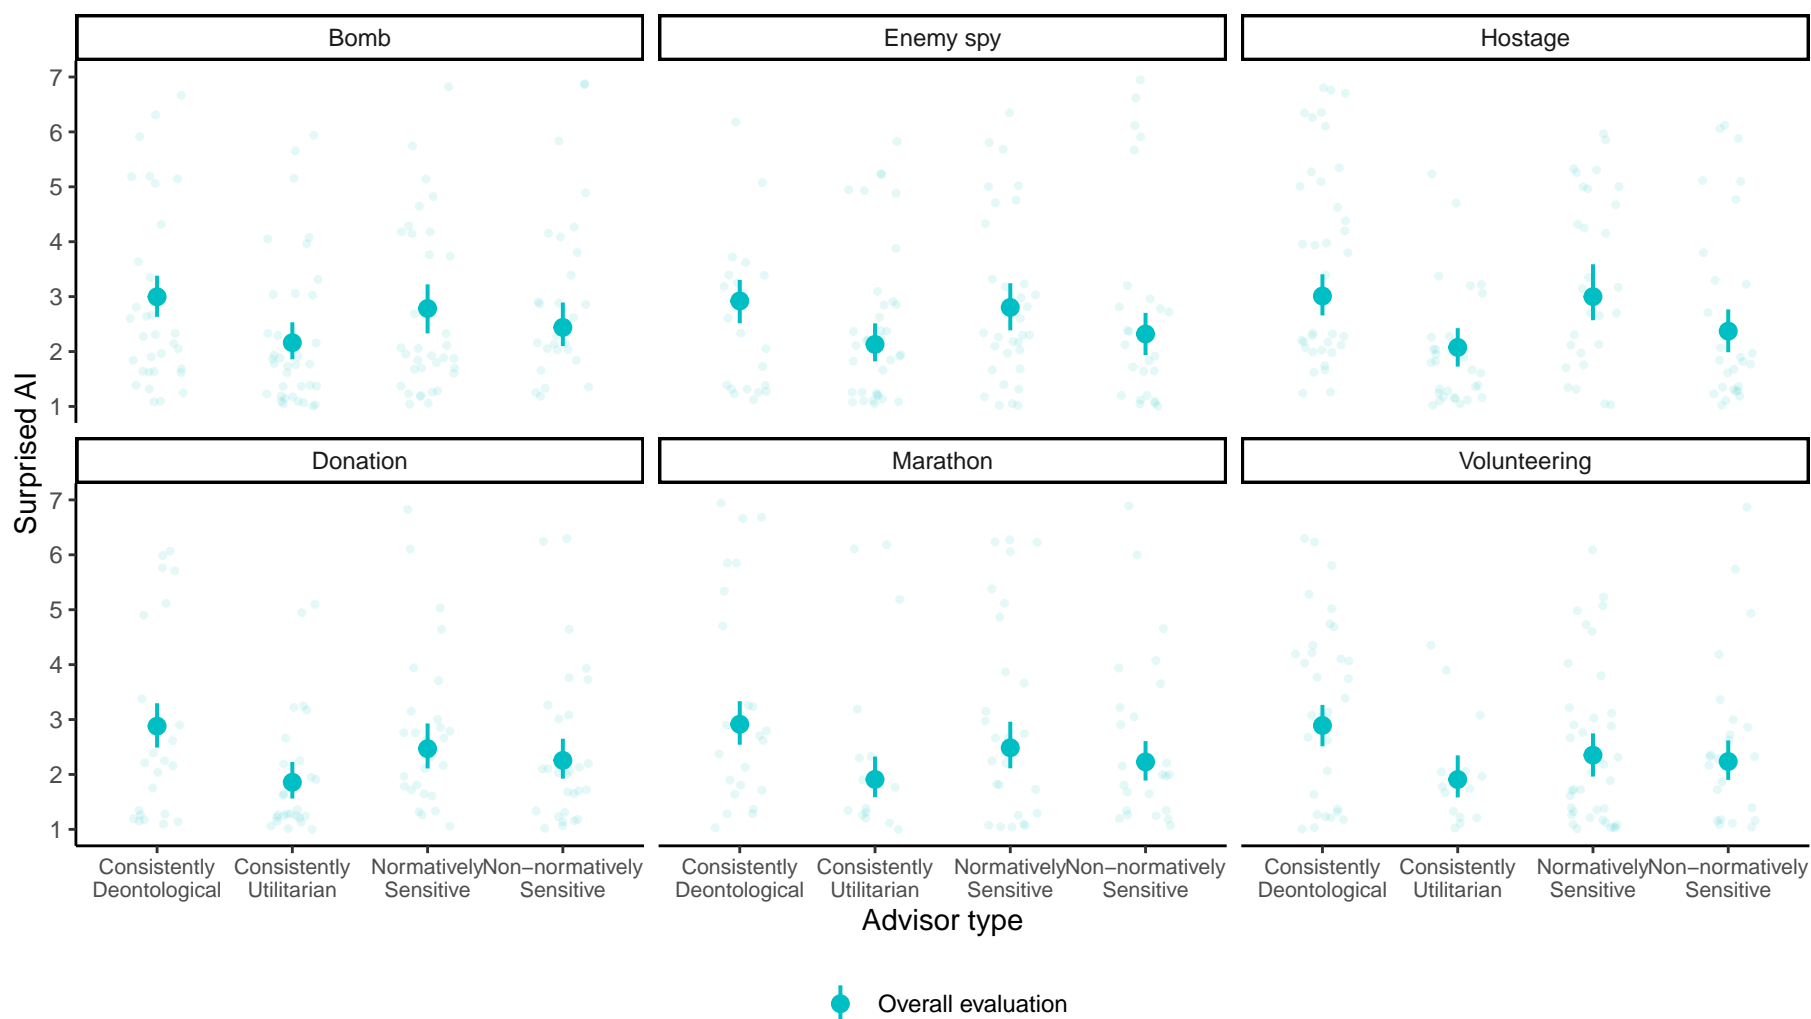 Bomb
Enemy spy
Hostage
7
6
5
4
3
2
1
Donation
Marathon
Volunteering
7
6
5
4
3
2
1
Surprised AI
Consistently Deontological
Consistently Utilitarian
Normatively Sensitive
Non−normatively Sensitive
Consistently Deontological
Consistently Utilitarian
Normatively Sensitive
Non−normatively Sensitive
Consistently Deontological
Consistently Utilitarian
Normatively Sensitive
Non−normatively Sensitive
Advisor type
Overall evaluation